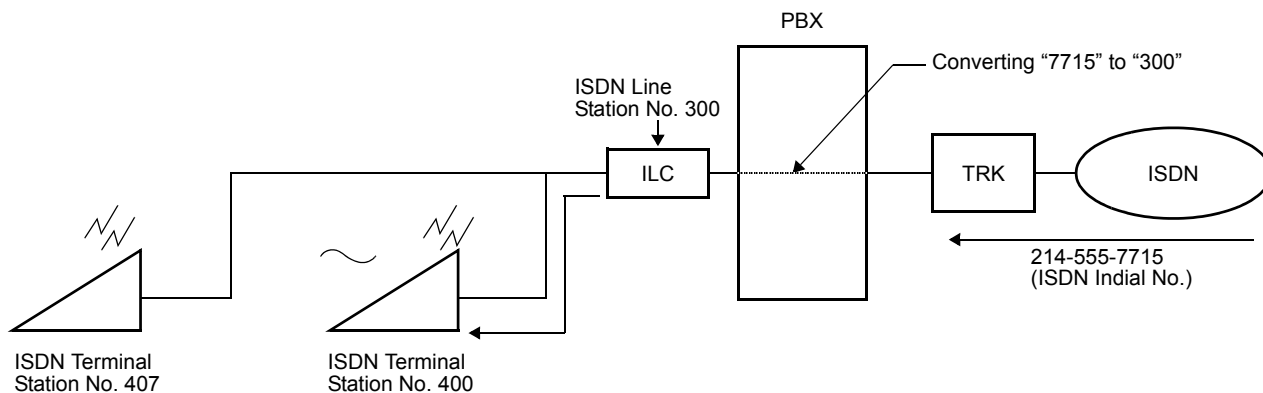 PBX
Converting “7715” to “300”
ISDN Line
Station No. 300
ILC
TRK
ISDN
214-555-7715
(ISDN Indial No.)
ISDN Terminal
Station No. 407
ISDN Terminal
Station No. 400